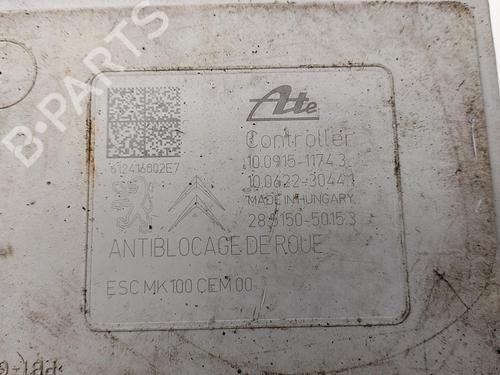 B-PARTS
Ate
Controller
612416802E7
10.0915-1174.3
10.0622-3044.1
MADE IN HUNGARY
28.5150-5015.3
ANTIBLOCAGE DE ROUE
ESC MK100 CEM 00